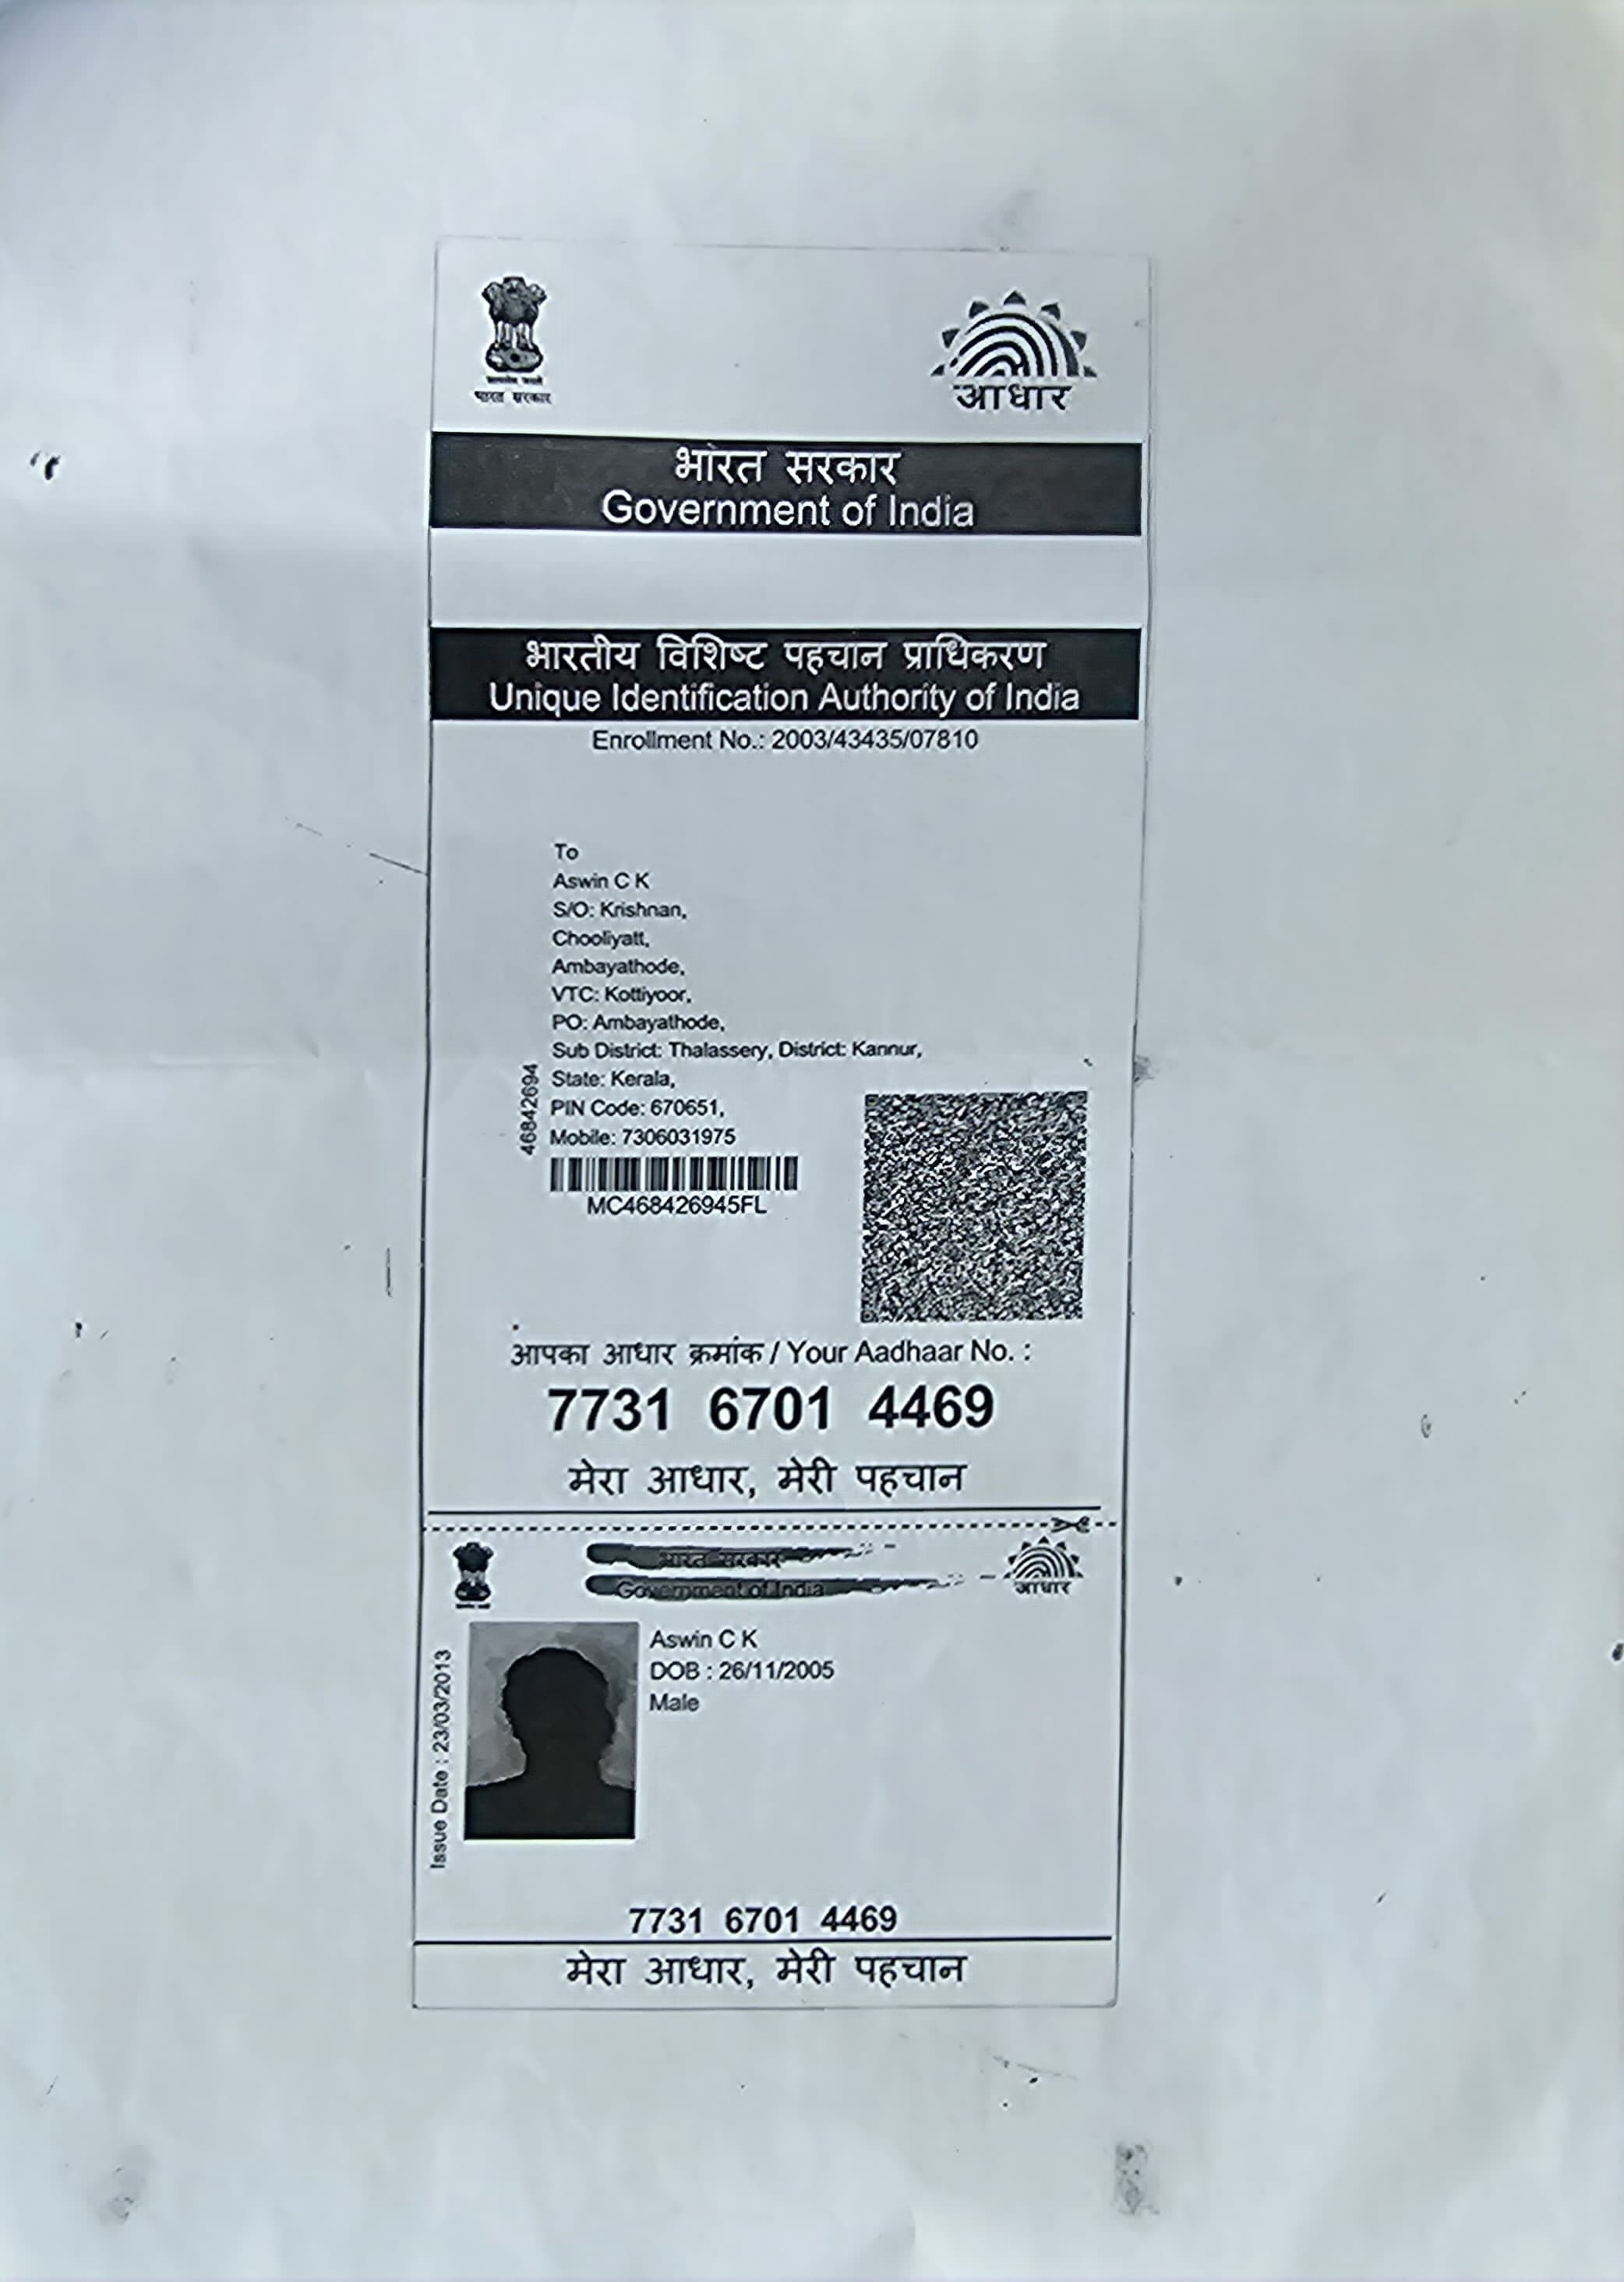 भारत सरकार
आधार
भारत सरकार
Government of India
भारतीय विशिष्ट पहचान प्राधिकरण
Unique Identification Authority of India
Enrollment No.: 2003/43435/07810
To
Aswin C K
S/O: Krishnan,
Chooliyatt,
Ambayathode,
VTC: Kottiyoor,
PO: Ambayathode,
Sub District: Thalassery, District: Kannur,
State: Kerala,
PIN Code: 670651,
Mobile: 7306031975
46842694
MC468426945FL
आपका आधार क्रमांक / Your Aadhaar No. :
7731 6701 4469
मेरा आधार, मेरी पहचान
भारत सरकार
Government of India
आधार
Aswin C K
DOB : 26/11/2005
Male
Issue Date : 23/03/2013
7731 6701 4469
मेरा आधार, मेरी पहचान